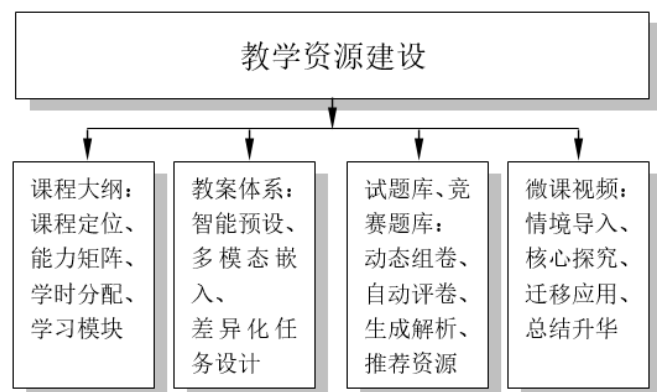 教学资源建设
课程大纲：
课程定位、
能力矩阵、
学时分配、
学习模块
教案体系：
智能预设、
多模态嵌
入、
差异化任
务设计
试题库、竞
赛题库：
动态组卷、
自动评卷、
生成解析、
推荐资源
微课视频：
情境导入、
核心探究、
迁移应用、
总结升华